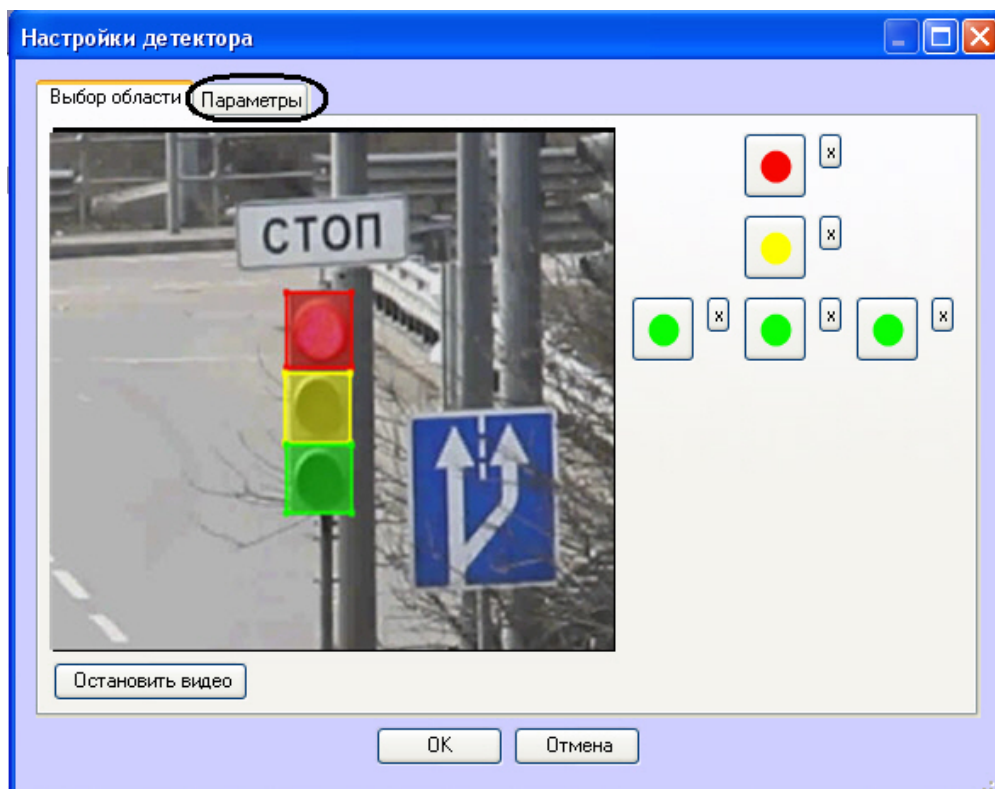 Настройки детектора
Выбор области Параметры
x
СТОП
x
x x x
Остановить видео
OK Отмена